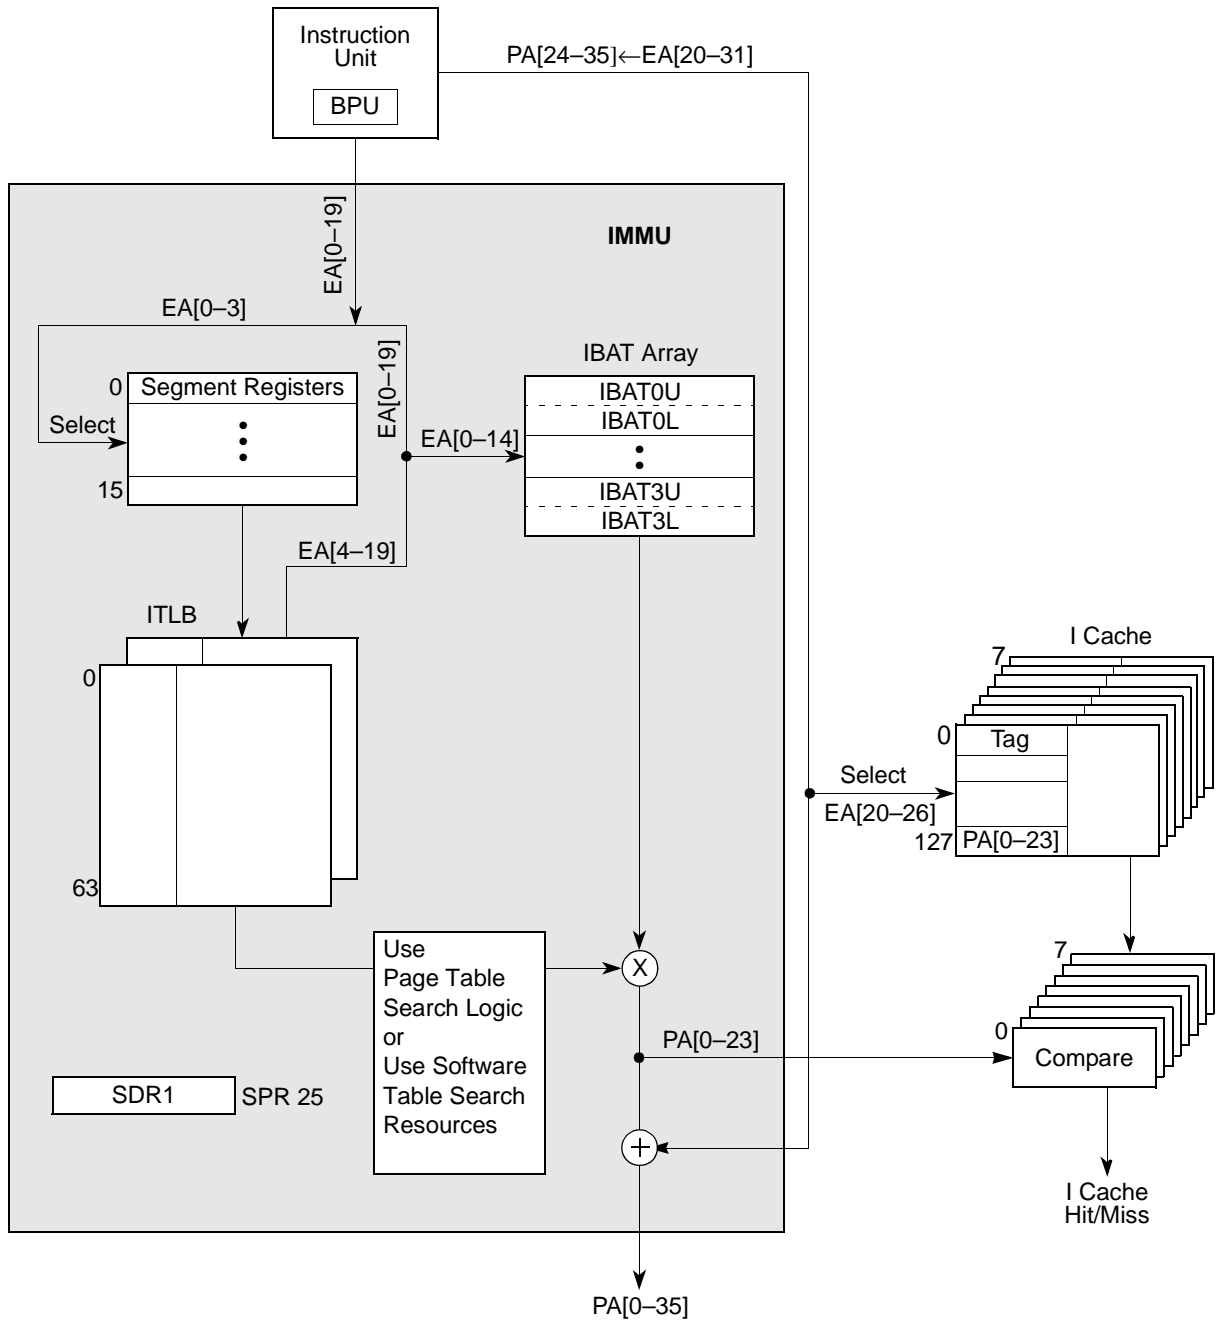 Instruction
Unit
BPU
PA[24–35]←EA[20–31]
EA[0–19]
IMMU
EA[0–3]
EA[0–19]
IBAT Array
0
Segment Registers
IBAT0U
IBAT0L
Select
EA[0–14]
15
IBAT3U
IBAT3L
EA[4–19]
ITLB
0
63
I Cache
7
0
Tag
Select
EA[20–26]
127
PA[0–23]
Use
Page Table
Search Logic
or
Use Software
Table Search
Resources
X
7
0
PA[0–23]
Compare
SDR1
SPR 25
+
I Cache
Hit/Miss
PA[0–35]